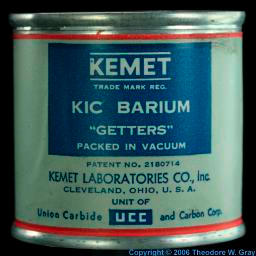 KEMET
TRADE MARK REG.
KIC BARIUM
"GETTERS"
PACKED IN VACUUM
PATENT NO. 2180714
KEMET LABORATORIES CO., Inc.
CLEVELAND, OHIO, U. S. A.
UNIT OF
Union Carbide UCC and Carbon Corp.
Copyright © 2006 Theodore W. Gray